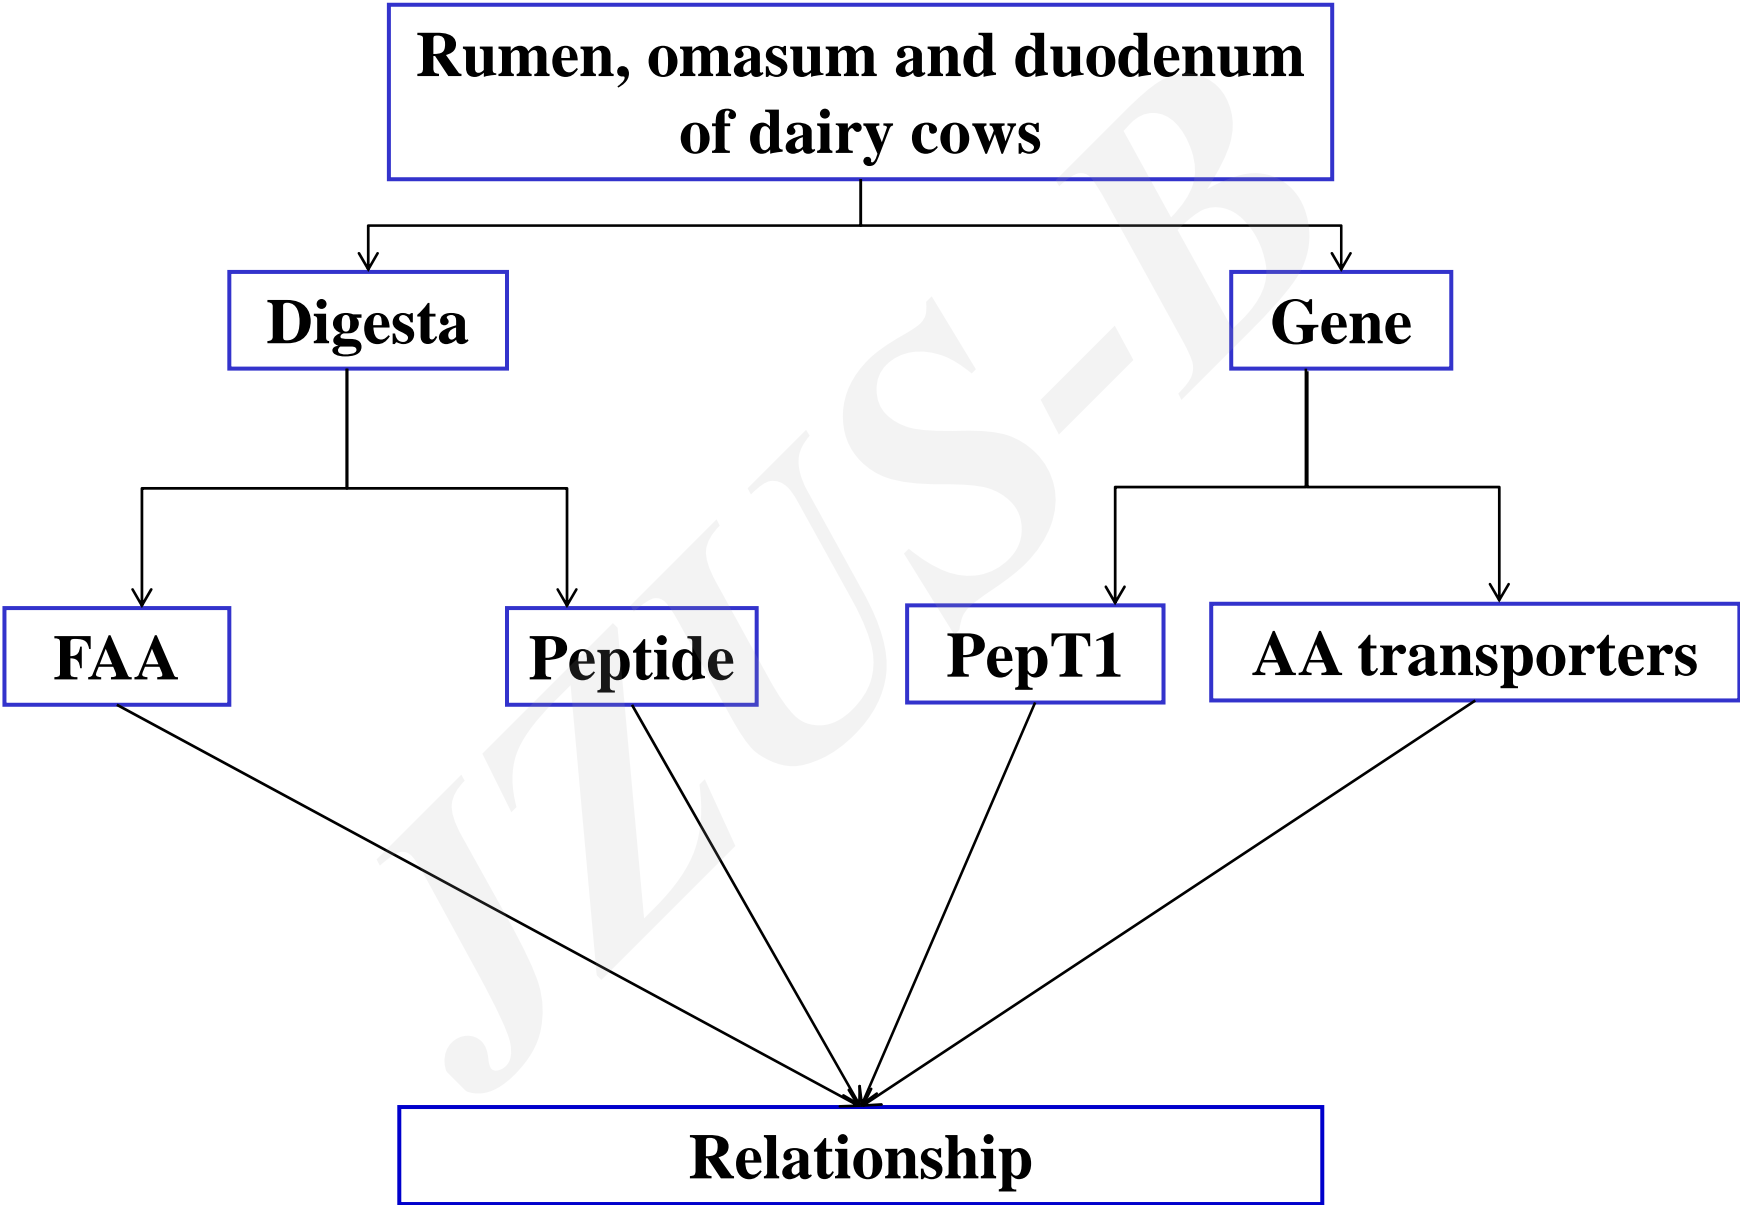 Rumen, omasum and duodenum
of dairy cows
Digesta
Gene
FAA
Peptide
PepT1
AA transporters
Relationship
JZUS-B